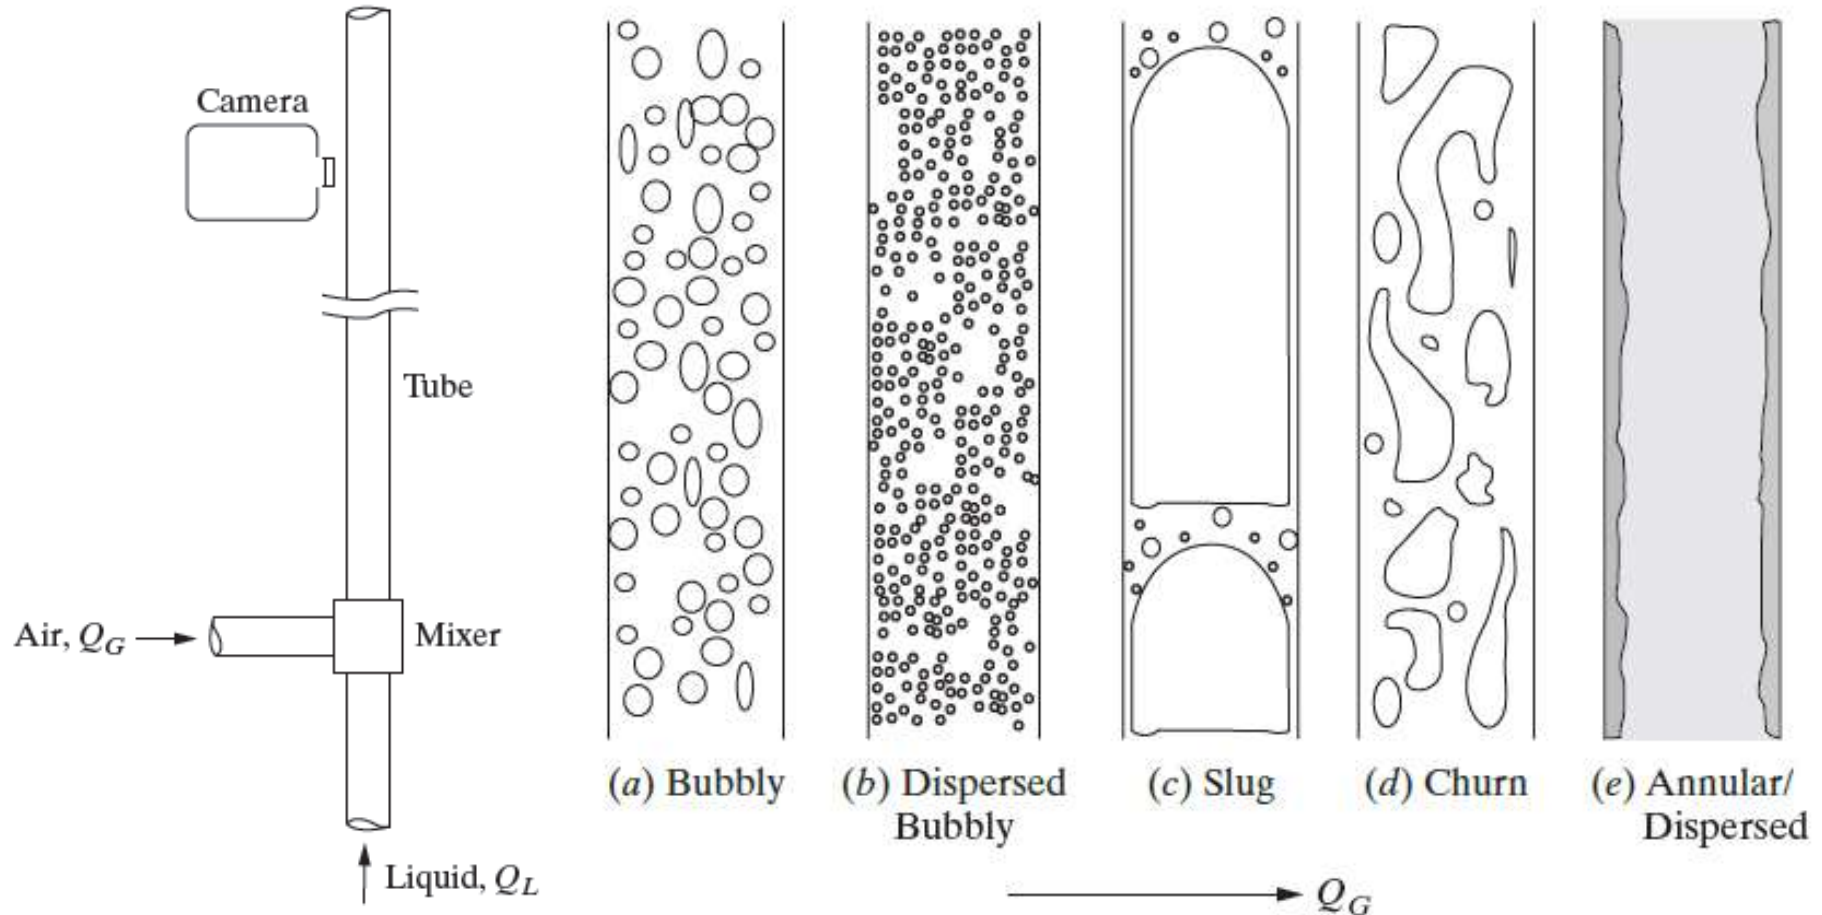 Camera
Tube
Air, Q_G
Mixer
Liquid, Q_L
(a) Bubbly
(b) Dispersed
Bubbly
(c) Slug
(d) Churn
(e) Annular/
Dispersed
Q_G